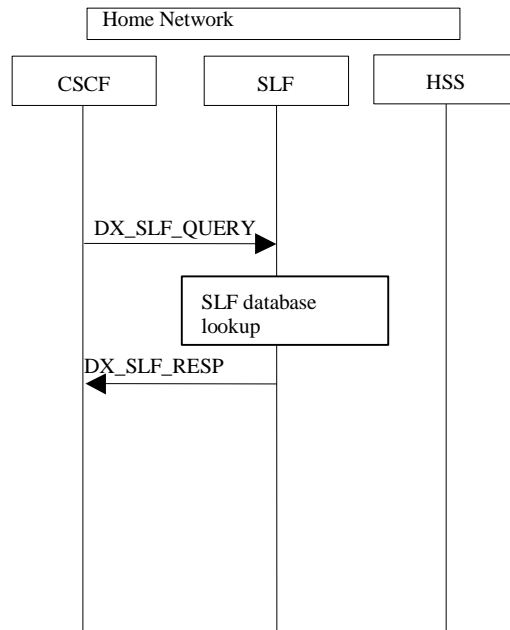 Home Network
CSCF
SLF
HSS
DX_SLF_QUERY
SLF database
lookup
DX_SLF_RESP